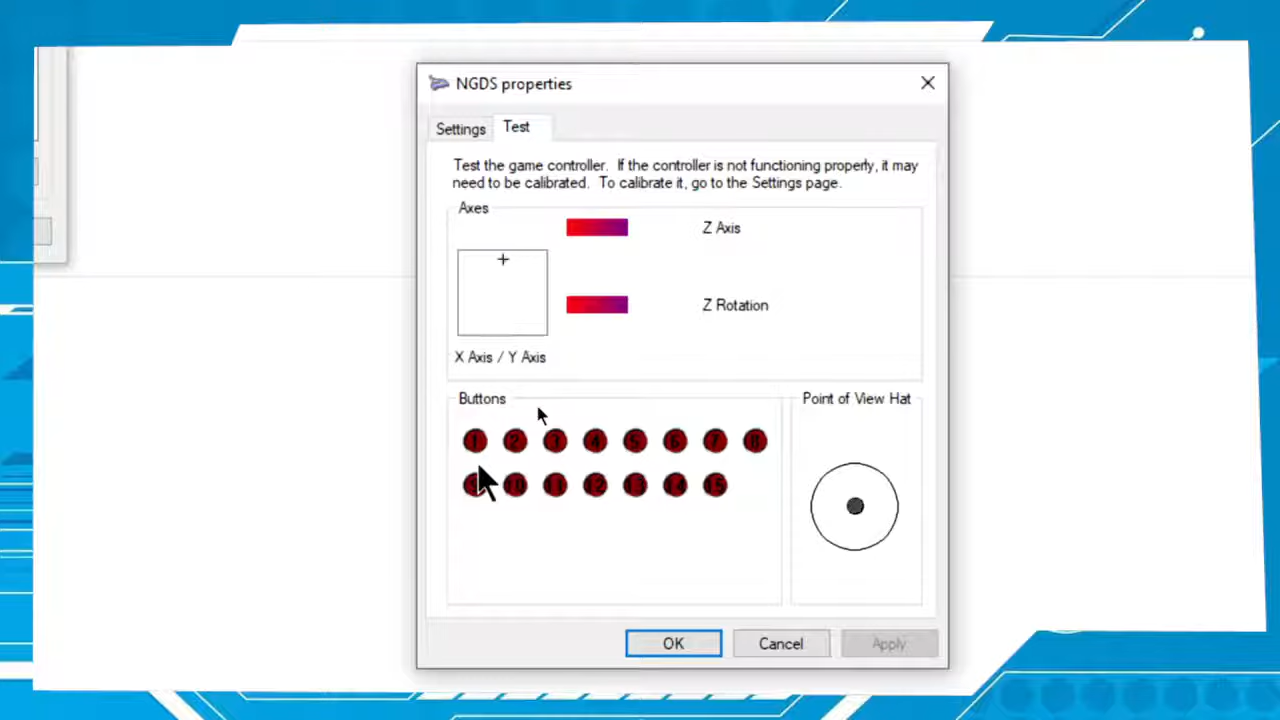 NGDS properties
Settings
Test
Test the game controller. If the controller is not functioning properly, it may
need to be calibrated. To calibrate it, go to the Settings page.
Axes
Z Axis
Z Rotation
X Axis / Y Axis
Buttons
Point of View Hat
1 2 3 4 5 6 7 8
9 10 11 12 13 14 15
OK
Cancel
Apply